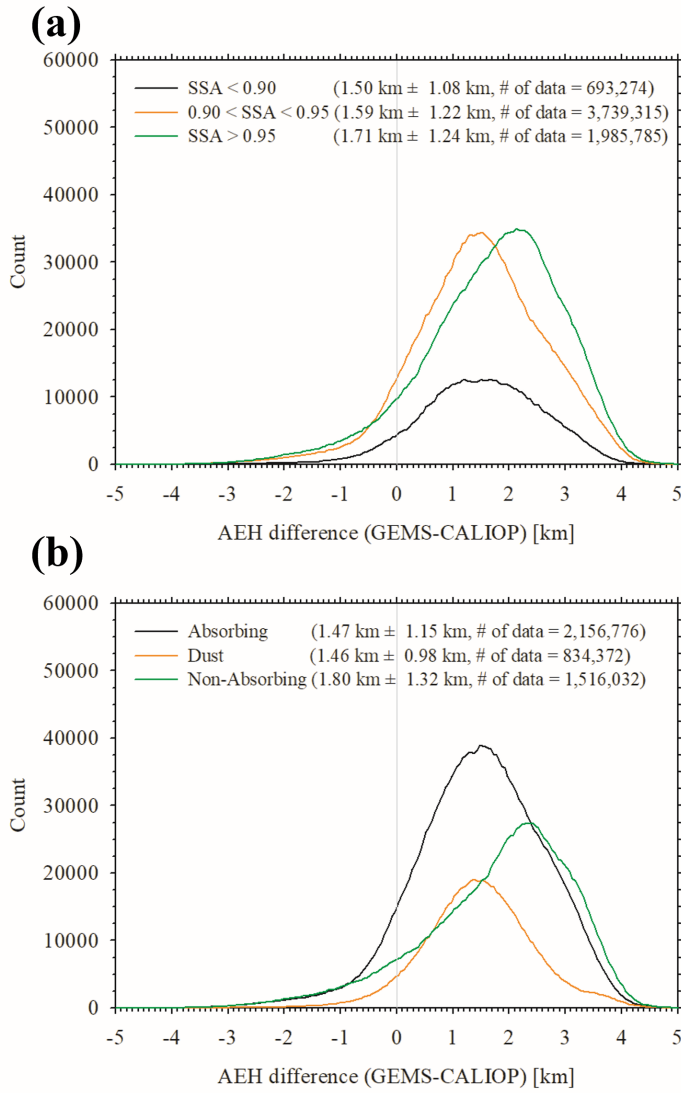 (a)
60000
50000
40000
30000
20000
10000
0
Count
SSA < 0.90 (1.50 km ± 1.08 km, # of data = 693,274)
0.90 < SSA < 0.95 (1.59 km ± 1.22 km, # of data = 3,739,315)
SSA > 0.95 (1.71 km ± 1.24 km, # of data = 1,985,785)
-5 -4 -3 -2 -1 0 1 2 3 4 5
AEH difference (GEMS-CALIOP) [km]
(b)
60000
50000
40000
30000
20000
10000
0
Count
Absorbing (1.47 km ± 1.15 km, # of data = 2,156,776)
Dust (1.46 km ± 0.98 km, # of data = 834,372)
Non-Absorbing (1.80 km ± 1.32 km, # of data = 1,516,032)
-5 -4 -3 -2 -1 0 1 2 3 4 5
AEH difference (GEMS-CALIOP) [km]